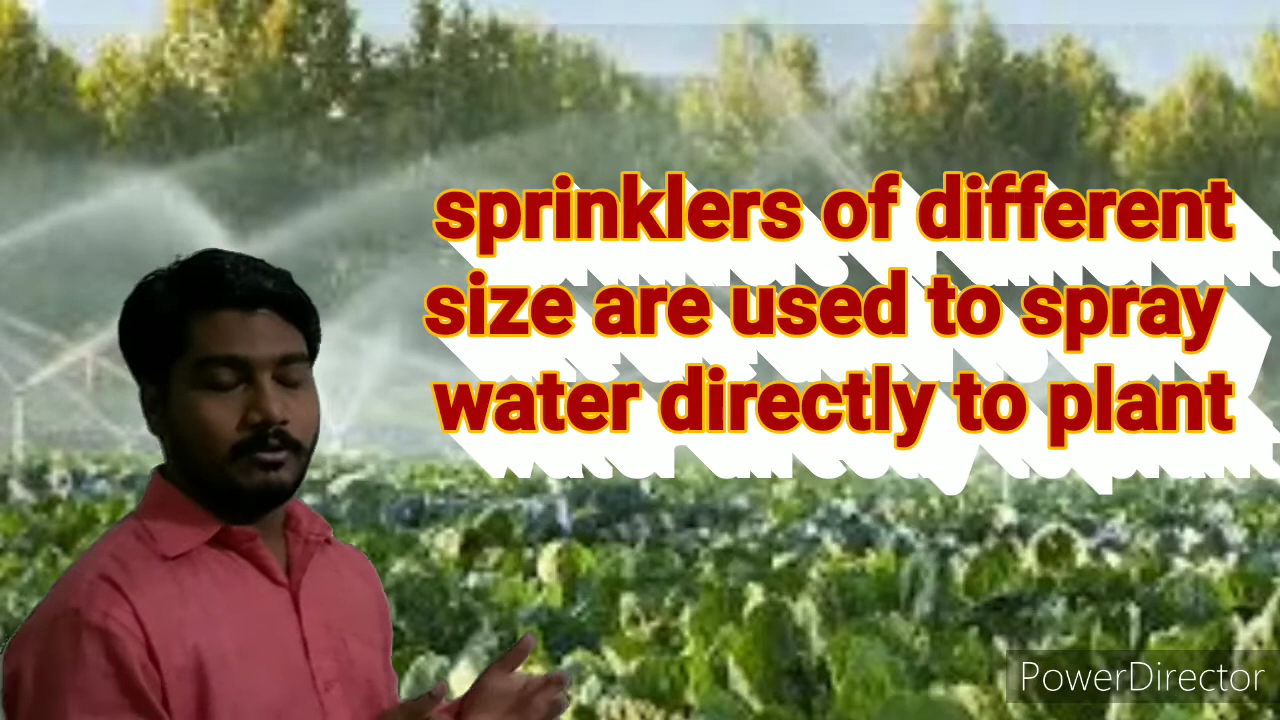 sprinklers of different
size are used to spray
water directly to plant
PowerDirector